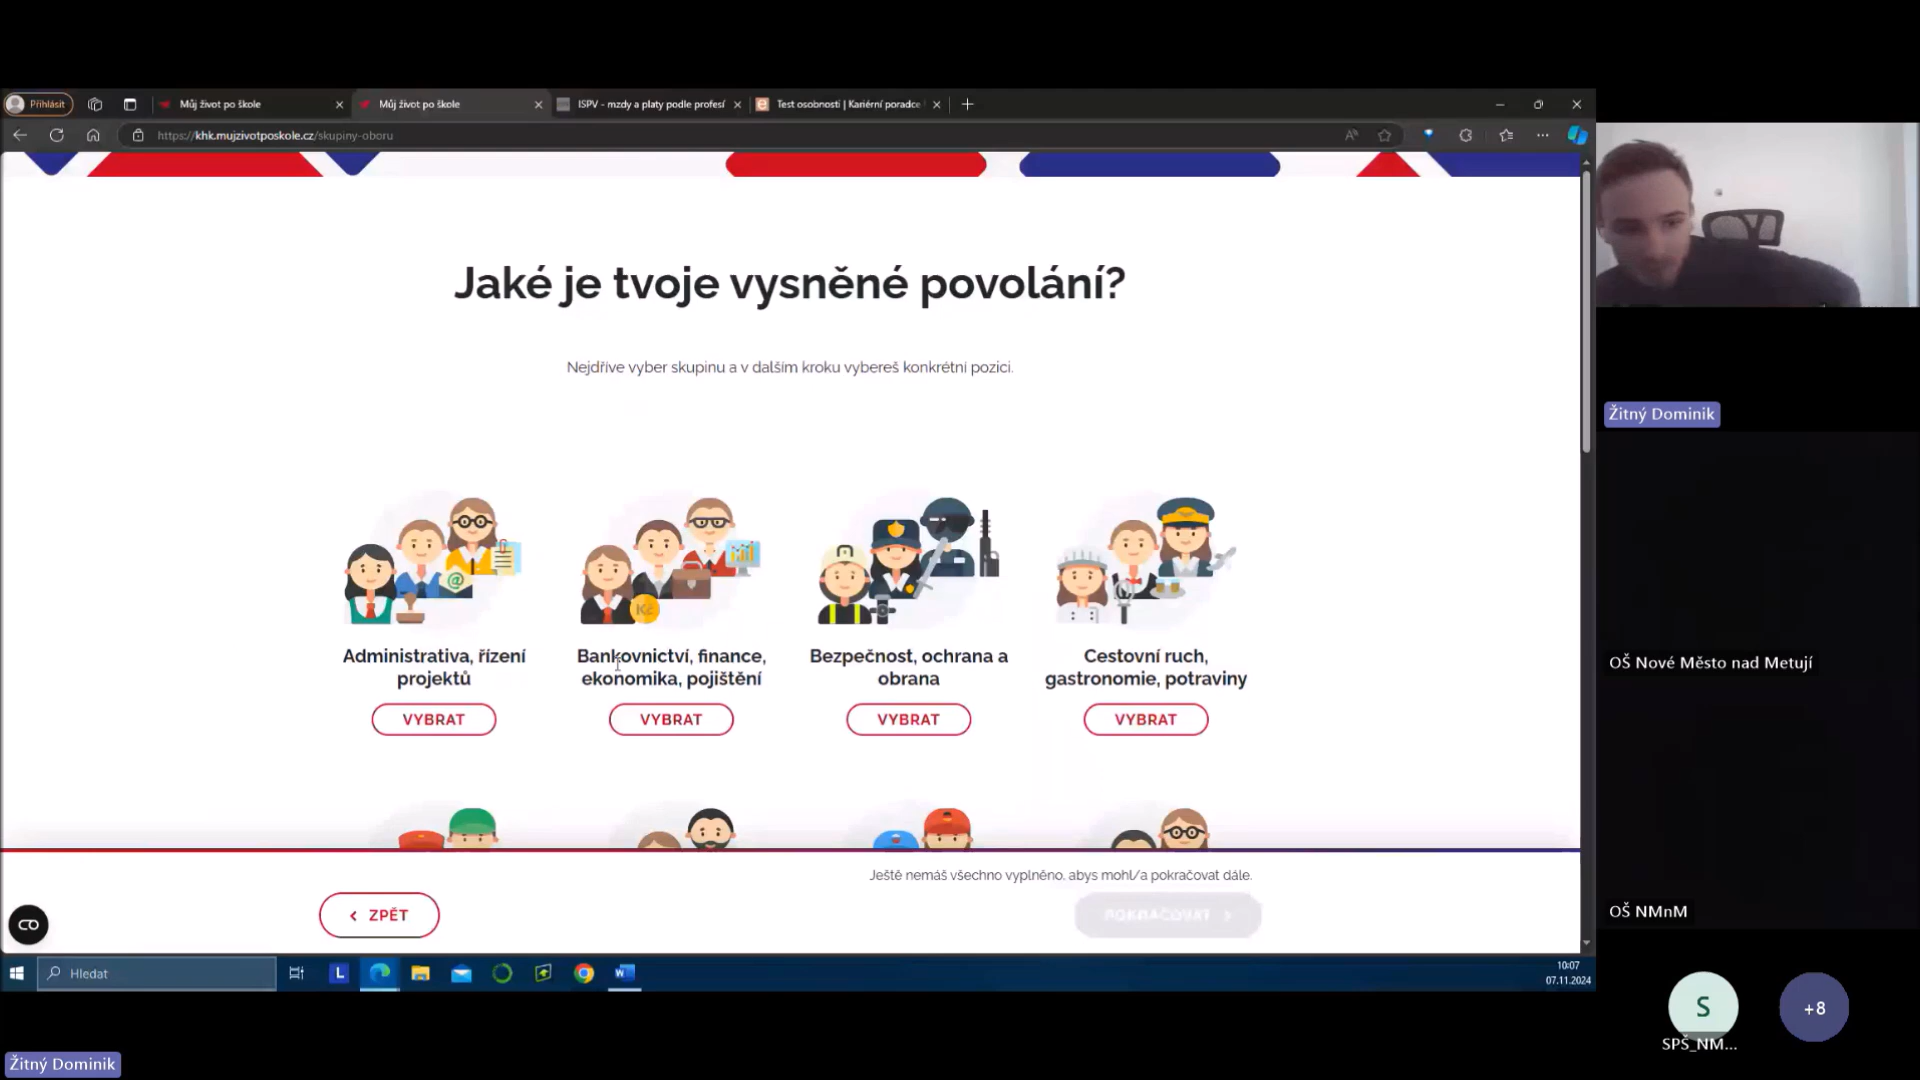 Přihlásit
Můj život po škole
Můj život po škole
ISPV - mzdy a platy podle profesí
Test osobnosti | Kariérní poradce
https://khk.mujzivotposkole.cz/skupiny-oboru
Jaké je tvoje vysněné povolání?
Nejdříve vyber skupinu a v dalším kroku vybereš konkrétní pozici.
Administrativa, řízení
projektů
VYBRAT
Bankovnictví, finance,
ekonomika, pojištění
VYBRAT
Bezpečnost, ochrana a
obrana
VYBRAT
Cestovní ruch,
gastronomie, potraviny
VYBRAT
Ještě nemáš všechno vyplněno, abys mohl/a pokračovat dále.
ZPĚT
POKRAČOVAT
Hledat
10:07
07.11.2024
Žitný Dominik
Žitný Dominik
OŠ Nové Město nad Metují
OŠ NMnM
S
SPŠ_NM...
+8